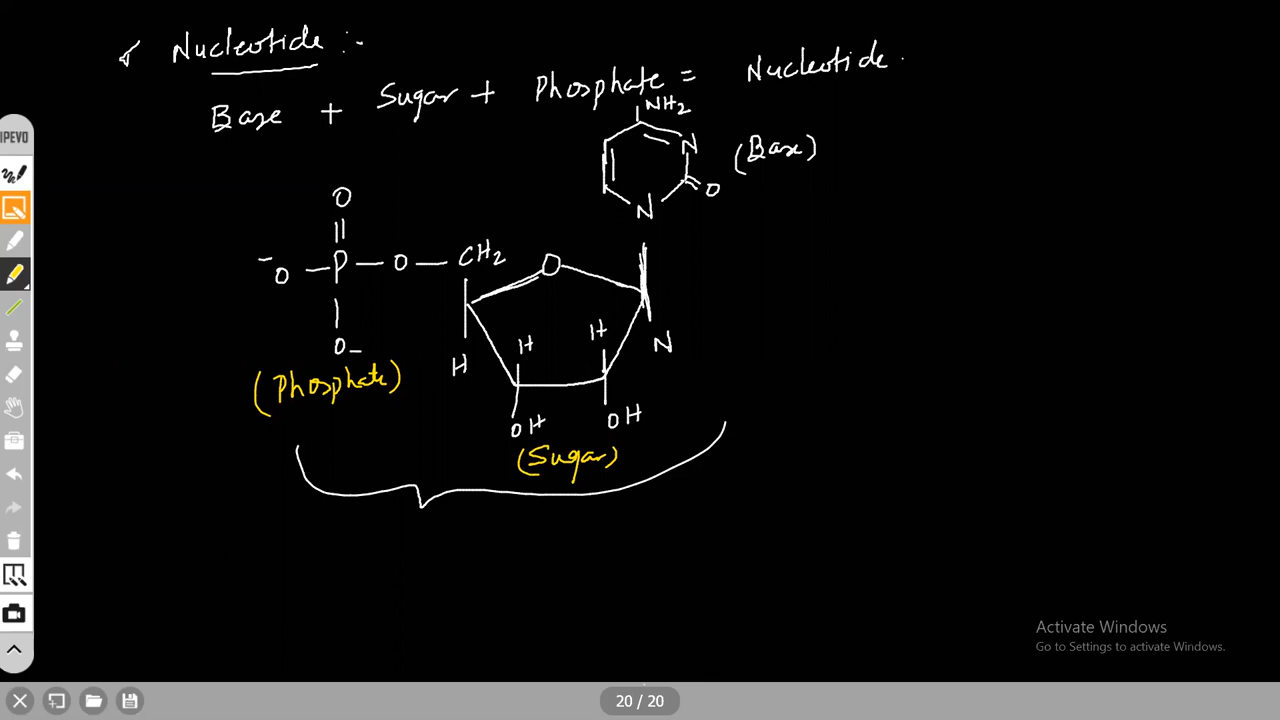 Nucleotide :-
Base + Sugar + Phosphate = Nucleotide.
NH2
N
(Base)
O
N
O
-O - P - O - CH2
O
O-
H
H
H
N
(Phosphate)
OH
OH
(Sugar)
IPEVO
Activate Windows
Go to Settings to activate Windows.
20 / 20